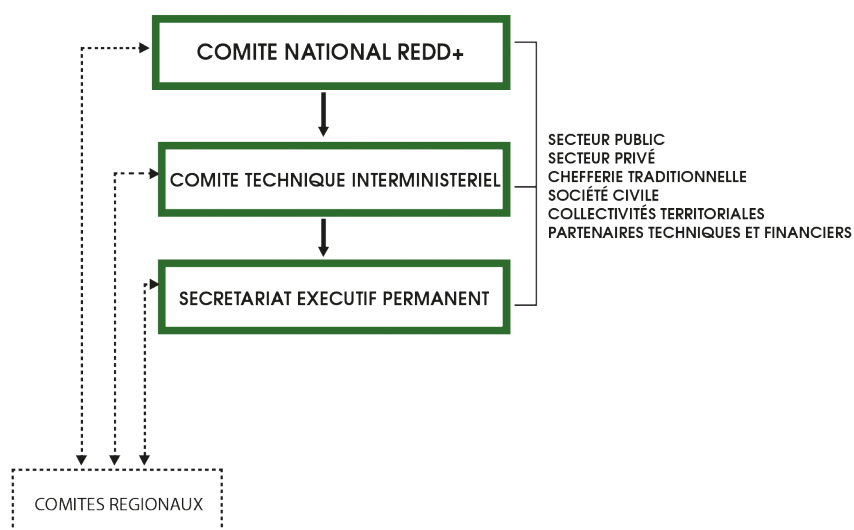 COMITE NATIONAL REDD+
COMITE TECHNIQUE INTERMINISTERIEL
SECRETARIAT EXECUTIF PERMANENT
SECTEUR PUBLIC
SECTEUR PRIVÉ
CHEFFERIE TRADITIONNELLE
SOCIÉTÉ CIVILE
COLLECTIVITÉS TERRITORIALES
PARTENAIRES TECHNIQUES ET FINANCIERS
COMITES REGIONAUX